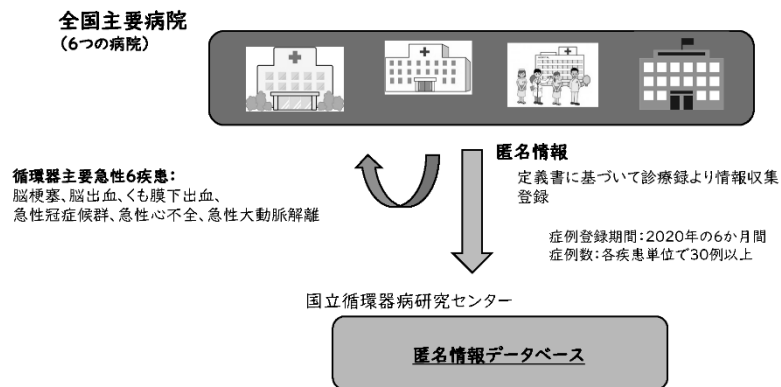 全国主要病院
（6つの病院）
循環器主要急性6疾患：
脳梗塞、脳出血、くも膜下出血、
急性冠症候群、急性心不全、急性大動脈解離
匿名情報
定義書に基づいて診療録より情報収集
登録
症例登録期間：2020年の6か月間
症例数：各疾患単位で30例以上
国立循環器病研究センター
匿名情報データベース